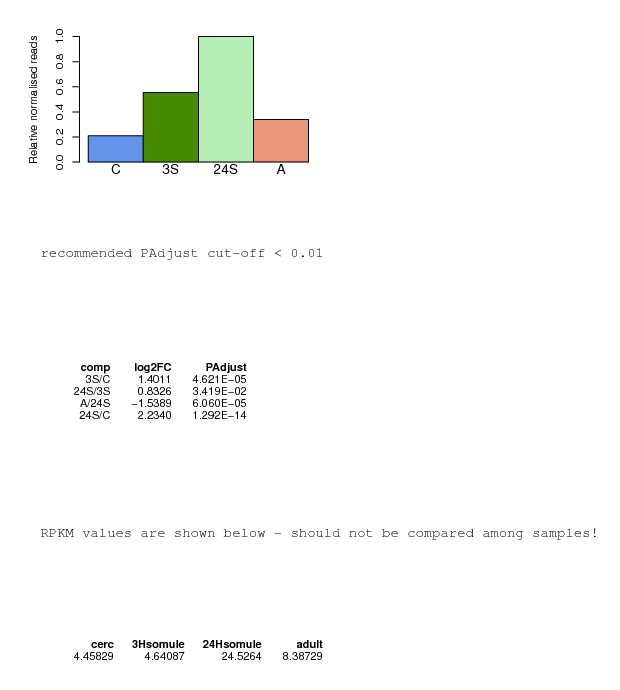 Relative normalised reads
1.0
0.8
0.6
0.4
0.2
0.0
C 3S 24S A
recommended PAdjust cut-off < 0.01
comp log2FC PAdjust
3S/C 1.4011 4.621E-05
24S/3S 0.8326 3.419E-02
A/24S -1.5389 6.060E-05
24S/C 2.2340 1.292E-14
RPKM values are shown below - should not be compared among samples!
cerc 3Hsomule 24Hsomule adult
4.45829 4.64087 24.5264 8.38729